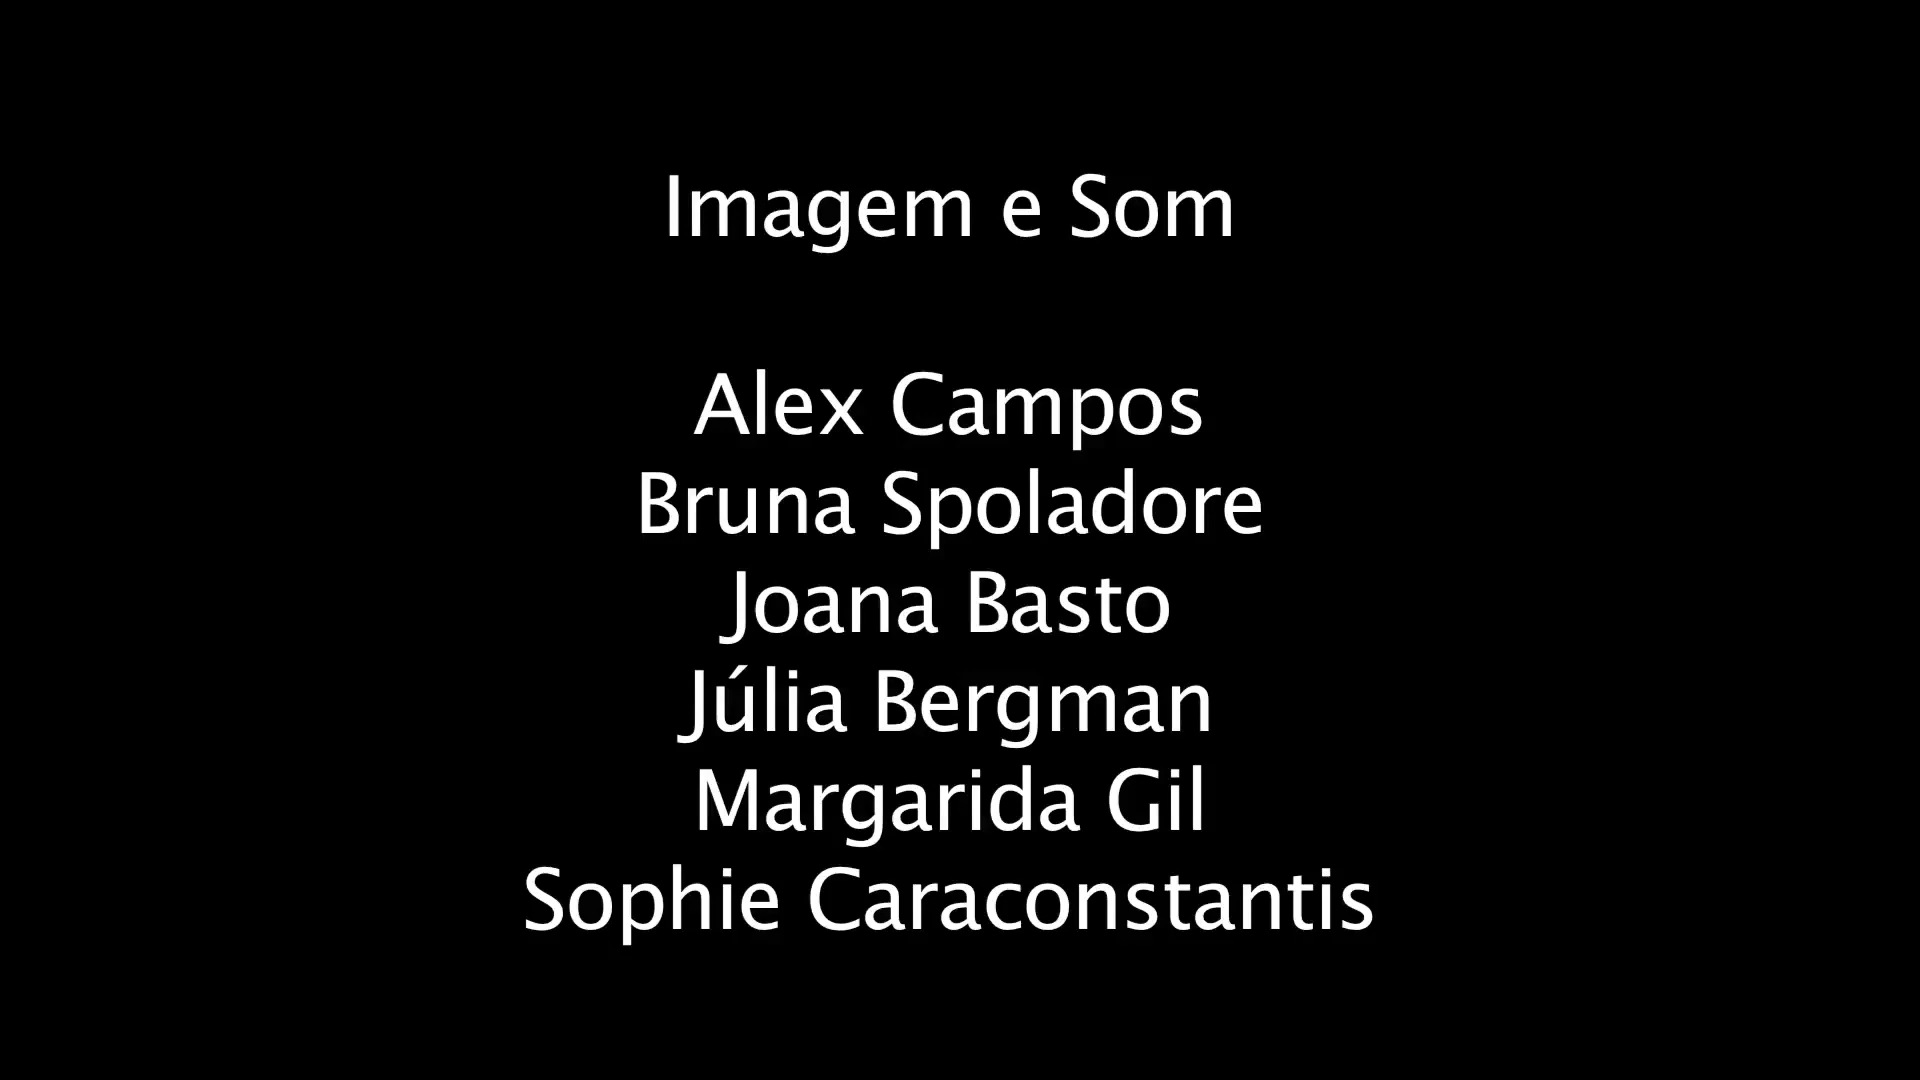 Imagem e Som
Alex Campos
Bruna Spoladore
Joana Basto
Júlia Bergman
Margarida Gil
Sophie Caraconstantis